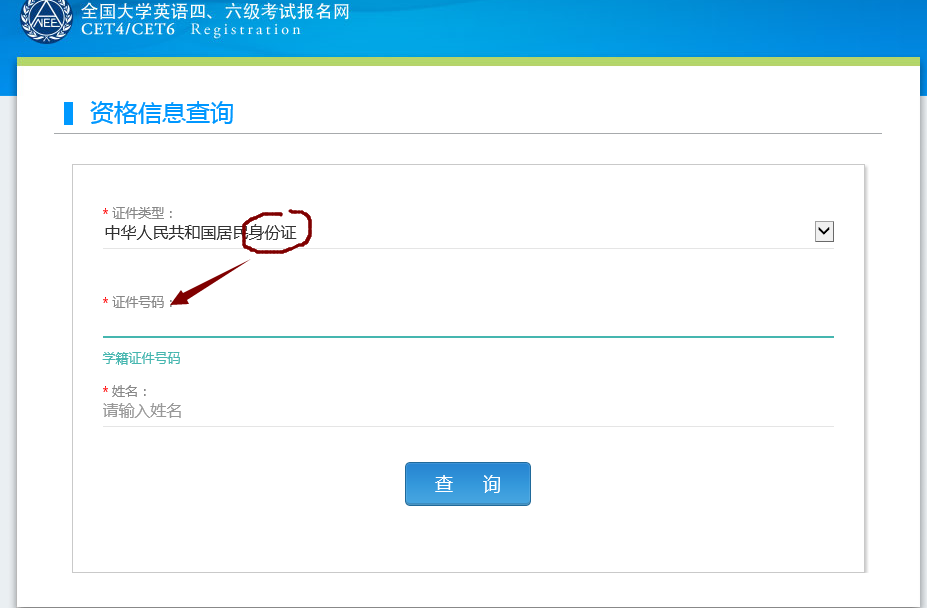 NEE
全国大学英语四、六级考试报名网
CET4/CET6 Registration
资格信息查询
* 证件类型：
中华人民共和国居民身份证
* 证件号码：
学籍证件号码
* 姓名：
请输入姓名
查 询